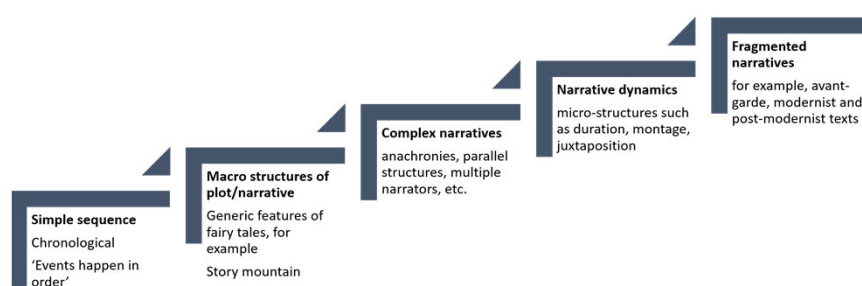 Simple sequence
Chronological
‘Events happen in
order’
Macro structures of
plot/narrative
Generic features of
fairy tales, for
example
Story mountain
Complex narratives
anachronies, parallel
structures, multiple
narrators, etc.
Narrative dynamics
micro-structures such
as duration, montage,
juxtaposition
Fragmented
narratives
for example, avant-
garde, modernist and
post-modernist texts